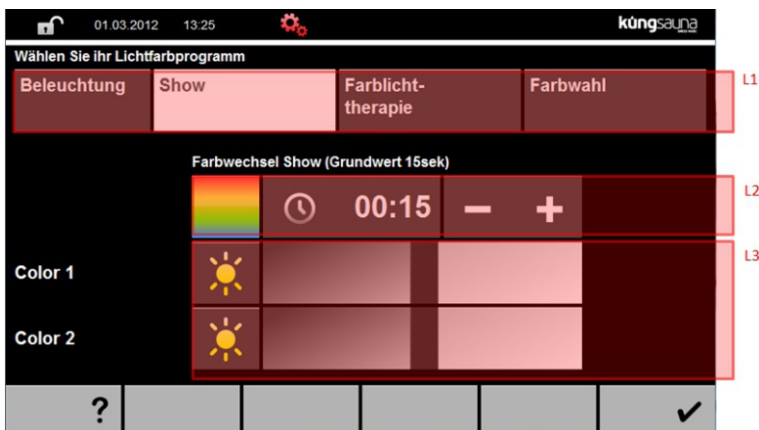 01.03.2012 13:25 küngsauna
Wählen Sie ihr Lichtfarbprogramm
Beleuchtung Show Farblicht- Farbwahl L1
therapie
Farbwechsel Show (Grundwert 15sek)
00:15 − + L2
L3
Color 1
Color 2
? ✔